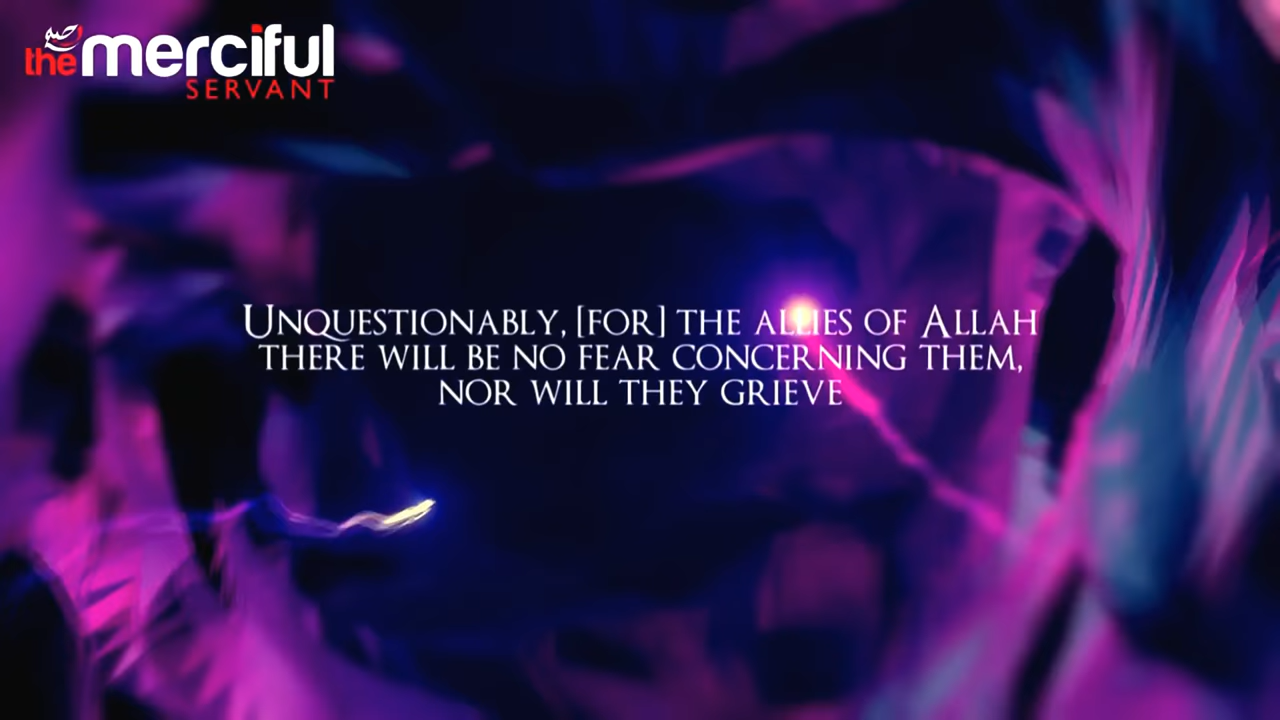 the merciful
SERVANT
UNQUESTIONABLY, [FOR] THE ALLIES OF ALLAH
THERE WILL BE NO FEAR CONCERNING THEM,
NOR WILL THEY GRIEVE